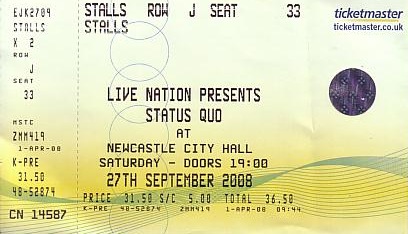 EJK2704
STALLS
X 2
ROW
J
SEAT
33
MSTC
ZMM419
1-APR-08
K-PRE
31.50
48-52874
CN 14587
STALLS ROW J SEAT 33
STALLS
LIVE NATION PRESENTS
STATUS QUO
AT
NEWCASTLE CITY HALL
SATURDAY - DOORS 19:00
27TH SEPTEMBER 2008
PRICE 31.50 S/C 5.00 TOTAL 36.50
K-PRE 48-52874 ZMM419 1-APR-08 09:44
ticketmaster
ticketmaster.co.uk